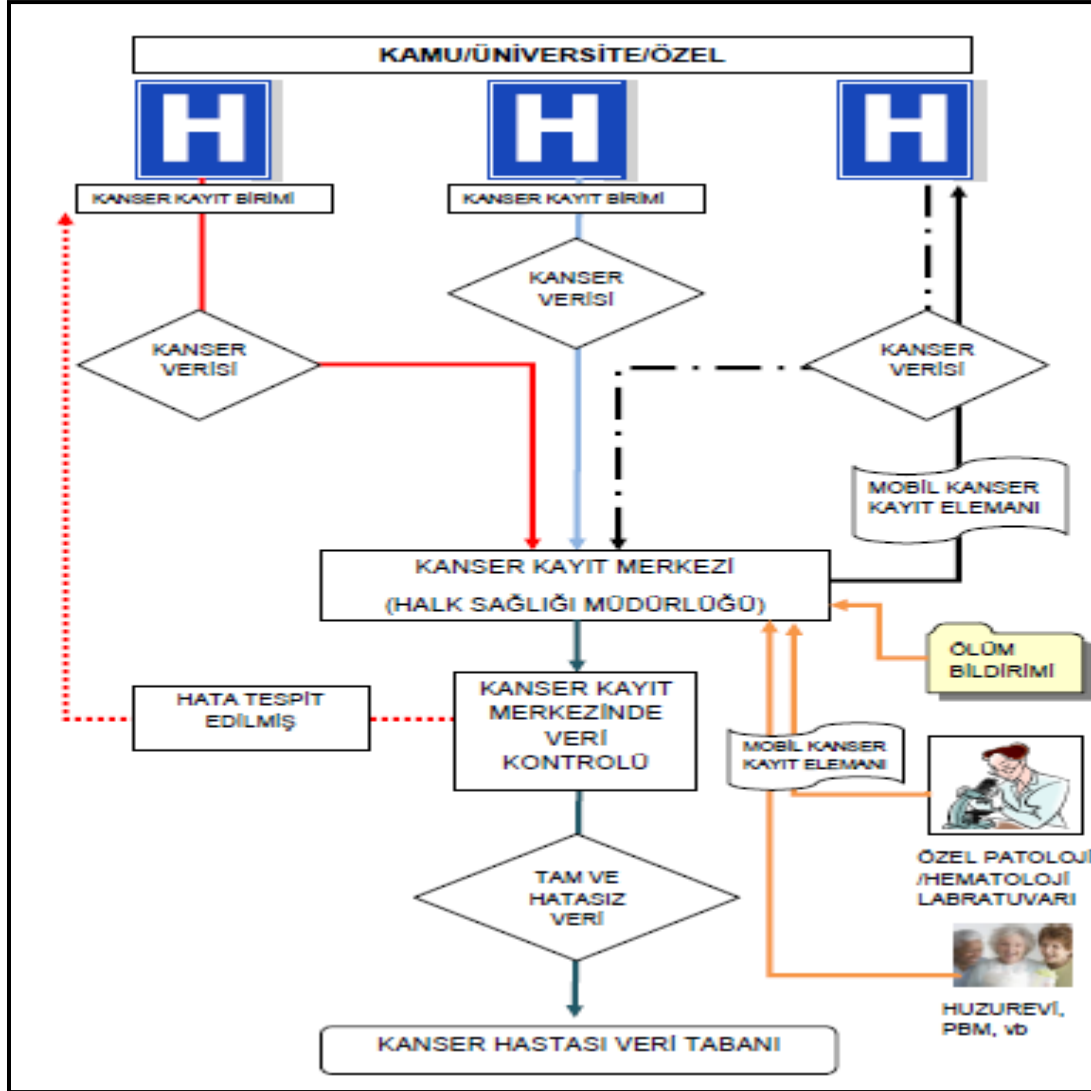 KAMU/ÜNİVERSİTE/ÖZEL
H
H
H
KANSER KAYIT BİRİMİ
KANSER KAYIT BİRİMİ
KANSER
VERİSİ
KANSER
VERİSİ
KANSER
VERİSİ
MOBİL KANSER
KAYIT ELEMANI
KANSER KAYIT MERKEZİ
(HALK SAĞLIĞI MÜDÜRLÜĞÜ)
ÖLÜM
BİLDİRİMİ
HATA TESPİT
EDİLMİŞ
KANSER KAYIT
MERKEZİNDE
VERİ
KONTROLÜ
MOBİL KANSER
KAYIT ELEMANI
ÖZEL PATOLOJİ
/HEMATOLOJİ
LABRATUVARI
TAM VE
HATASIZ
VERİ
HUZUREVİ,
PBM, vb
KANSER HASTASI VERİ TABANI